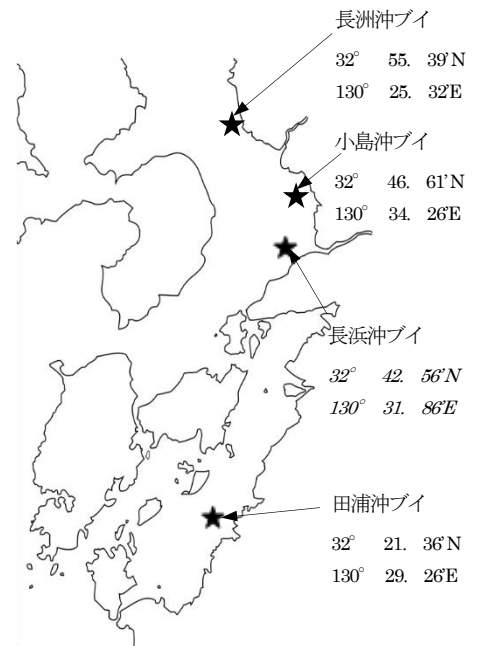 長洲沖ブイ
32° 55. 39'N
130° 25. 32'E
小島沖ブイ
32° 46. 61'N
130° 34. 26'E
長浜沖ブイ
32° 42. 56'N
130° 31. 86'E
田浦沖ブイ
32° 21. 36'N
130° 29. 26'E